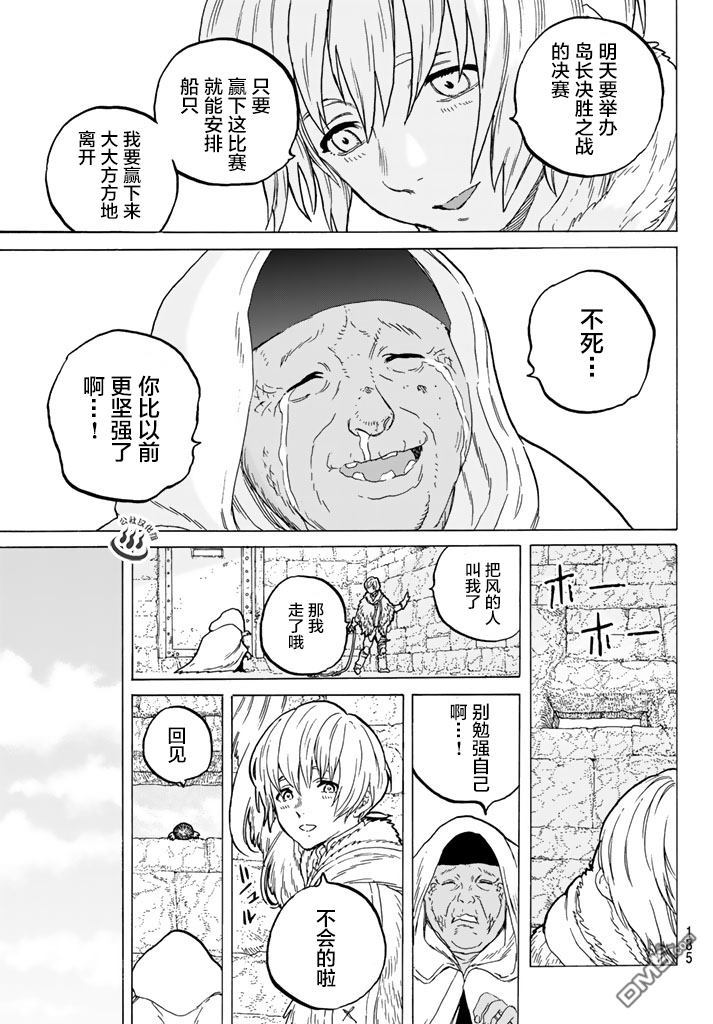 明天要举办
岛长决胜之战
的决赛
只要
赢下这比赛
就能安排
船只
我要赢下来
大大方方地
离开
不死…
你比以前
更坚强了
啊…！
ホー
ホー
把风的人
叫我了
那我
走了哦
别勉强自己
啊…！
不会的啦
回见
185